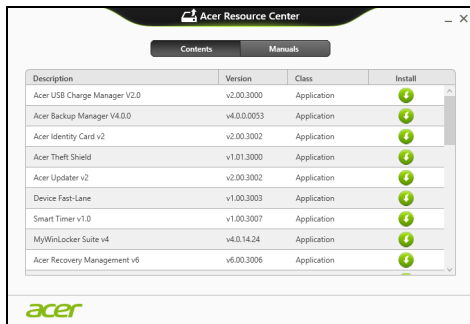 Acer Resource Center
Contents Manuals
Description Version Class Install
Acer USB Charge Manager V2.0 v2.00.3000 Application
Acer Backup Manager V4.0.0 v4.0.0.0053 Application
Acer Identity Card v2 v2.00.3002 Application
Acer Theft Shield v1.01.3000 Application
Acer Updater v2 v2.00.3002 Application
Device Fast-Lane v1.00.3003 Application
Smart Timer v1.0 v1.00.3007 Application
MyWinLocker Suite v4 v4.0.14.24 Application
Acer Recovery Management v6 v6.00.3006 Application
acer